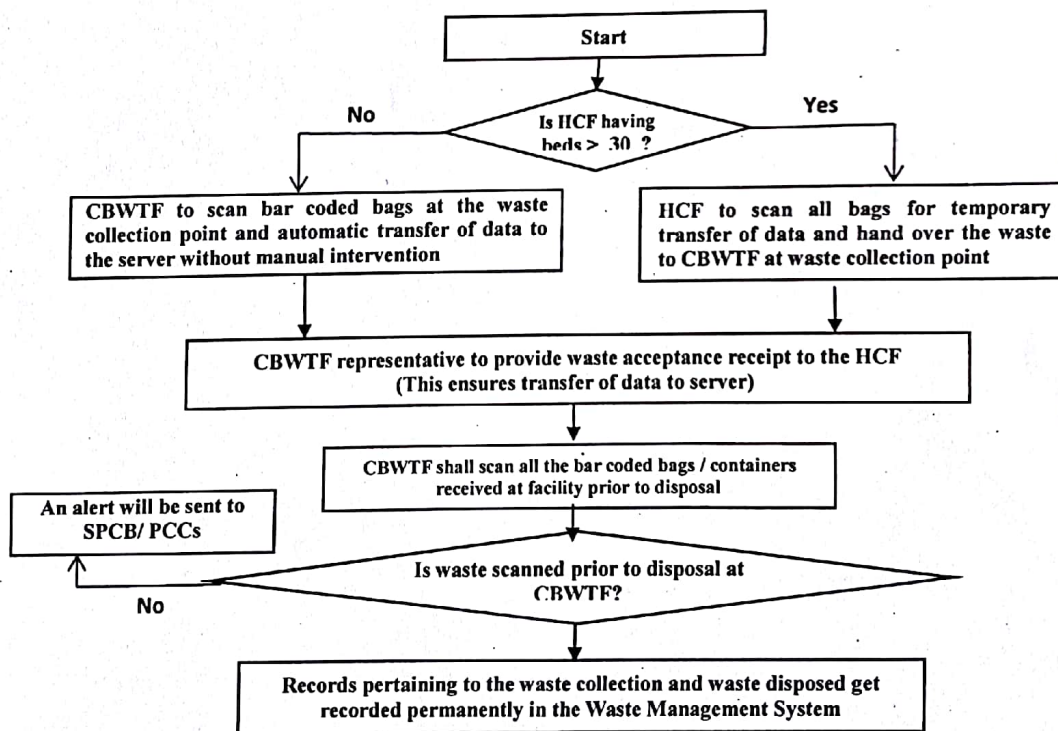 Start
No
Yes
Is HCF having
beds > 30 ?
CBWTF to scan bar coded bags at the waste
collection point and automatic transfer of data to
the server without manual intervention
HCF to scan all bags for temporary
transfer of data and hand over the waste
to CBWTF at waste collection point
CBWTF representative to provide waste acceptance receipt to the HCF
(This ensures transfer of data to server)
CBWTF shall scan all the bar coded bags / containers
received at facility prior to disposal
An alert will be sent to
SPCB/ PCCs
Is waste scanned prior to disposal at
CBWTF?
No
Records pertaining to the waste collection and waste disposed get
recorded permanently in the Waste Management System